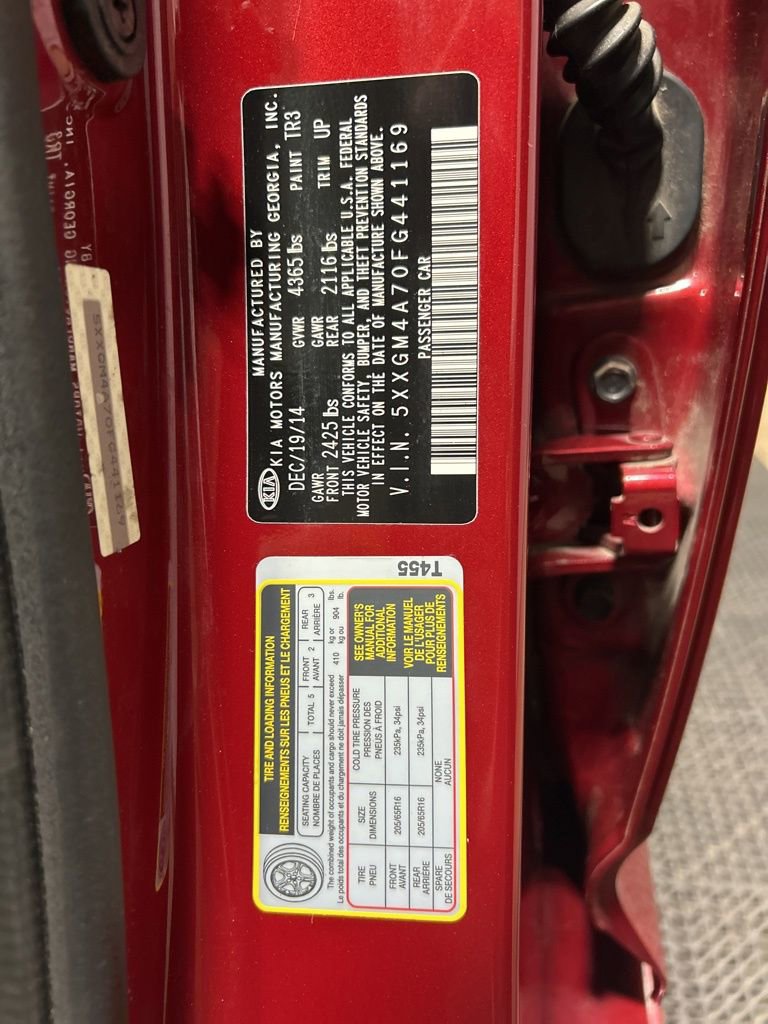 MANUFACTURED BY
KIA KIA MOTORS MANUFACTURING GEORGIA, INC.
DEC/19/14 GVWR 4365 lbs PAINT TR3
GAWR FRONT 2425 lbs GAWR REAR 2116 lbs TRIM UP
THIS VEHICLE CONFORMS TO ALL APPLICABLE U.S.A. FEDERAL
MOTOR VEHICLE SAFETY, BUMPER, AND THEFT PREVENTION STANDARDS
IN EFFECT ON THE DATE OF MANUFACTURE SHOWN ABOVE.
V.I.N. 5XXGM4A70FG441169
PASSENGER CAR
TIRE AND LOADING INFORMATION
RENSEIGNEMENTS SUR LES PNEUS ET LE CHARGEMENT
SEATING CAPACITY
NOMBRE DE PLACES
TOTAL 5
FRONT
AVANT 2
REAR
ARRIÈRE 3
The combined weight of occupants and cargo should never exceed 410 kg or 904 lbs.
Le poids total des occupants et du chargement ne doit jamais dépasser 410 kg ou 904 lb.
TIRE
PNEU
SIZE
DIMENSIONS
COLD TIRE PRESSURE
PRESSION DES
PNEUS À FROID
FRONT
AVANT
205/65R16
235kPa, 34psi
REAR
ARRIÈRE
205/65R16
235kPa, 34psi
SPARE
DE SECOURS
NONE
AUCUN
SEE OWNER'S
MANUAL FOR
ADDITIONAL
INFORMATION
VOIR LE MANUEL
DE L'USAGER
POUR PLUS DE
RENSEIGNEMENTS
T455
5XXGM4A70FG441169